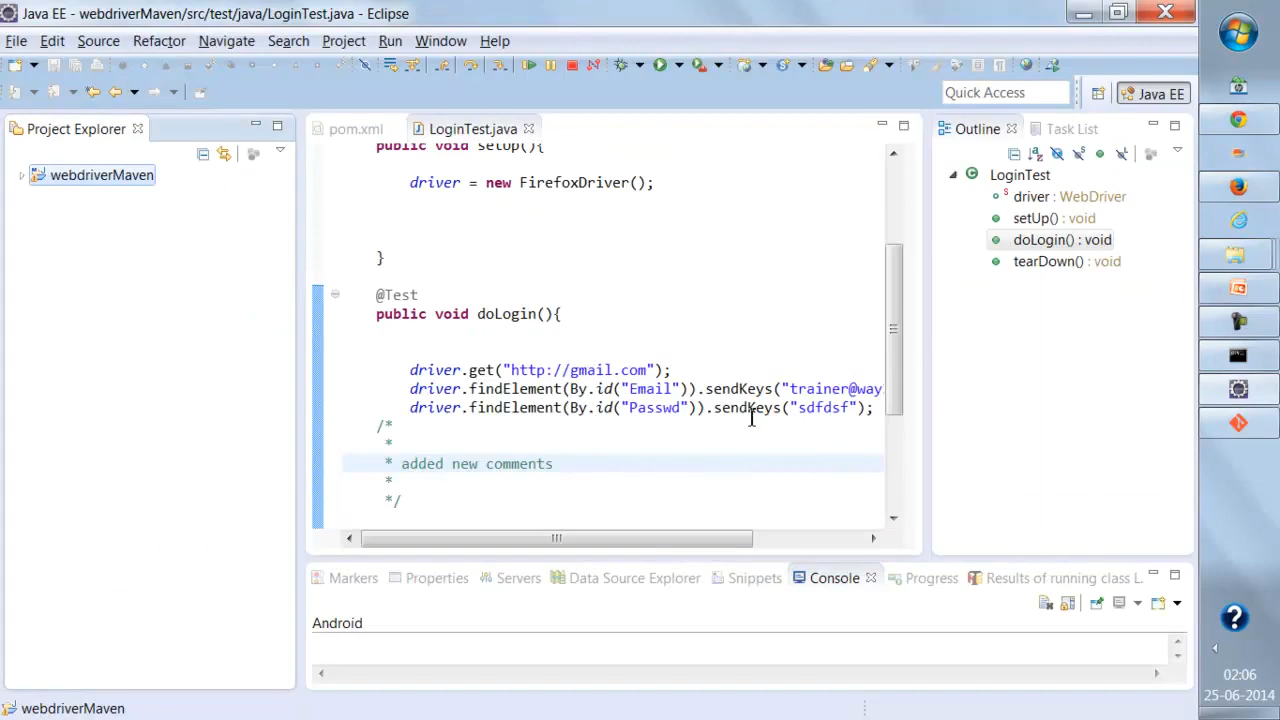 Java EE - webdriverMaven/src/test/java/LoginTest.java - Eclipse
File Edit Source Refactor Navigate Search Project Run Window Help
Quick Access
Java EE
Project Explorer
webdriverMaven
pom.xml
LoginTest.java
public void setUp(){
driver = new FirefoxDriver();
}
@Test
public void doLogin(){
driver.get("http://gmail.com");
driver.findElement(By.id("Email")).sendKeys("trainer@way
driver.findElement(By.id("Passwd")).sendKeys("sdfdsf");
/*
*
* added new comments
*
*/
Outline
Task List
LoginTest
driver : WebDriver
setUp() : void
doLogin() : void
tearDown() : void
Markers Properties Servers Data Source Explorer Snippets Console Progress Results of running class L.
Android
webdriverMaven
02:06
25-06-2014